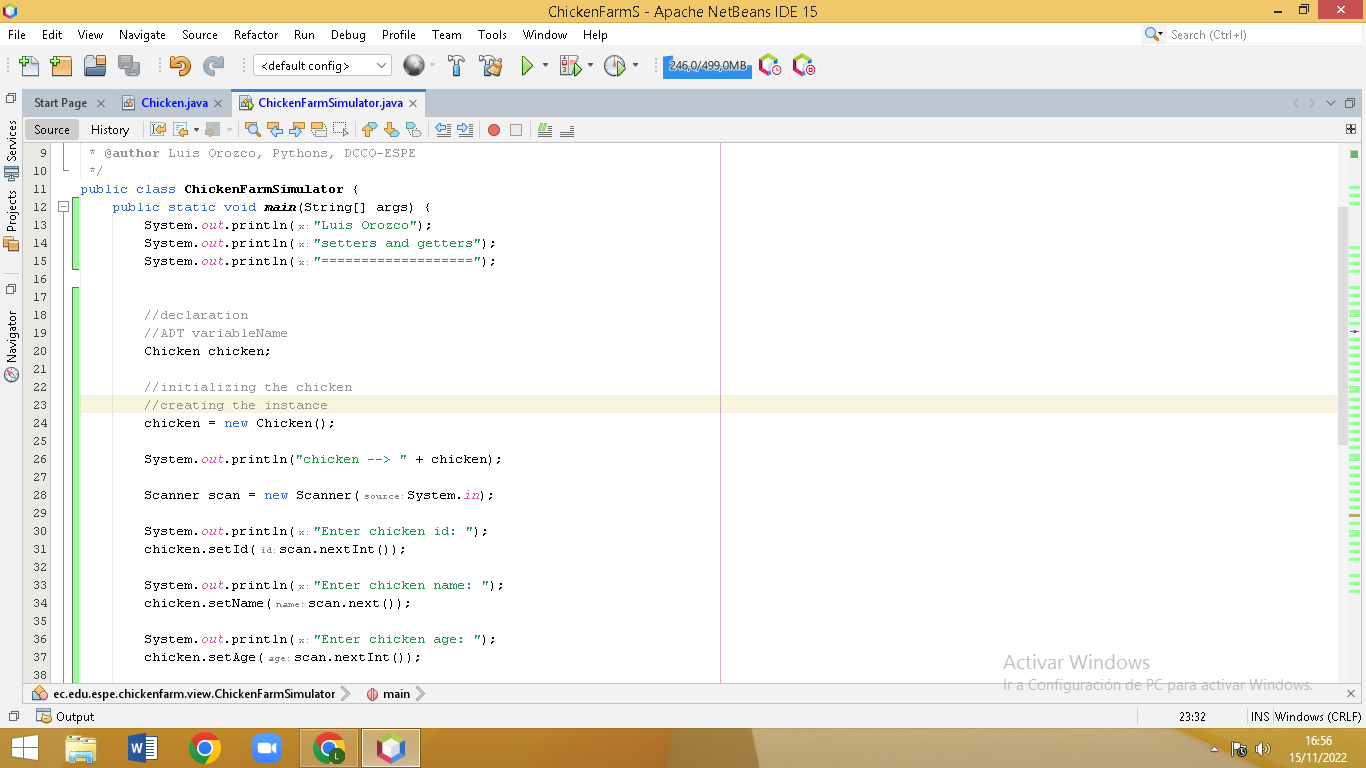 ChickenFarmS - Apache NetBeans IDE 15
File Edit View Navigate Source Refactor Run Debug Profile Team Tools Window Help
Search (Ctrl+I)
<default config>
246,0/499,0MB
Start Page Chicken.java ChickenFarmSimulator.java
Source History
Services
Projects
Navigator
9 * @author Luis Orozco, Pythons, DCCO-ESPE
10 */
11 public class ChickenFarmSimulator {
12 public static void main(String[] args) {
13 System.out.println(x: "Luis Orozco");
14 System.out.println(x: "setters and getters");
15 System.out.println(x: "===================");
16
17
18 //declaration
19 //ADT variableName
20 Chicken chicken;
21
22 //initializing the chicken
23 //creating the instance
24 chicken = new Chicken();
25
26 System.out.println("chicken --> " + chicken);
27
28 Scanner scan = new Scanner(source: System.in);
29
30 System.out.println(x: "Enter chicken id: ");
31 chicken.setId(id: scan.nextInt());
32
33 System.out.println(x: "Enter chicken name: ");
34 chicken.setName(name: scan.next());
35
36 System.out.println(x: "Enter chicken age: ");
37 chicken.setAge(age: scan.nextInt());
38
Activar Windows
Ir a Configuración de PC para activar Windows.
ec.edu.espe.chickenfarm.view.ChickenFarmSimulator main
Output
23:32 INS Windows (CRLF)
L
16:56
15/11/2022